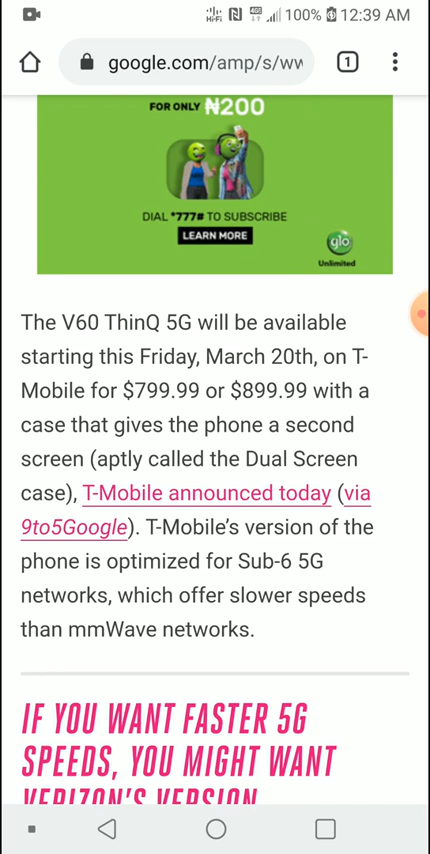 HiFi 4GE 100% 12:39 AM
google.com/amp/s/ww
1
FOR ONLY ₦200
DIAL *777# TO SUBSCRIBE
LEARN MORE
glo
Unlimited
The V60 ThinQ 5G will be available
starting this Friday, March 20th, on T-
Mobile for $799.99 or $899.99 with a
case that gives the phone a second
screen (aptly called the Dual Screen
case), T-Mobile announced today (via
9to5Google). T-Mobile’s version of the
phone is optimized for Sub-6 5G
networks, which offer slower speeds
than mmWave networks.
IF YOU WANT FASTER 5G
SPEEDS, YOU MIGHT WANT
VERIZON’S VERSION